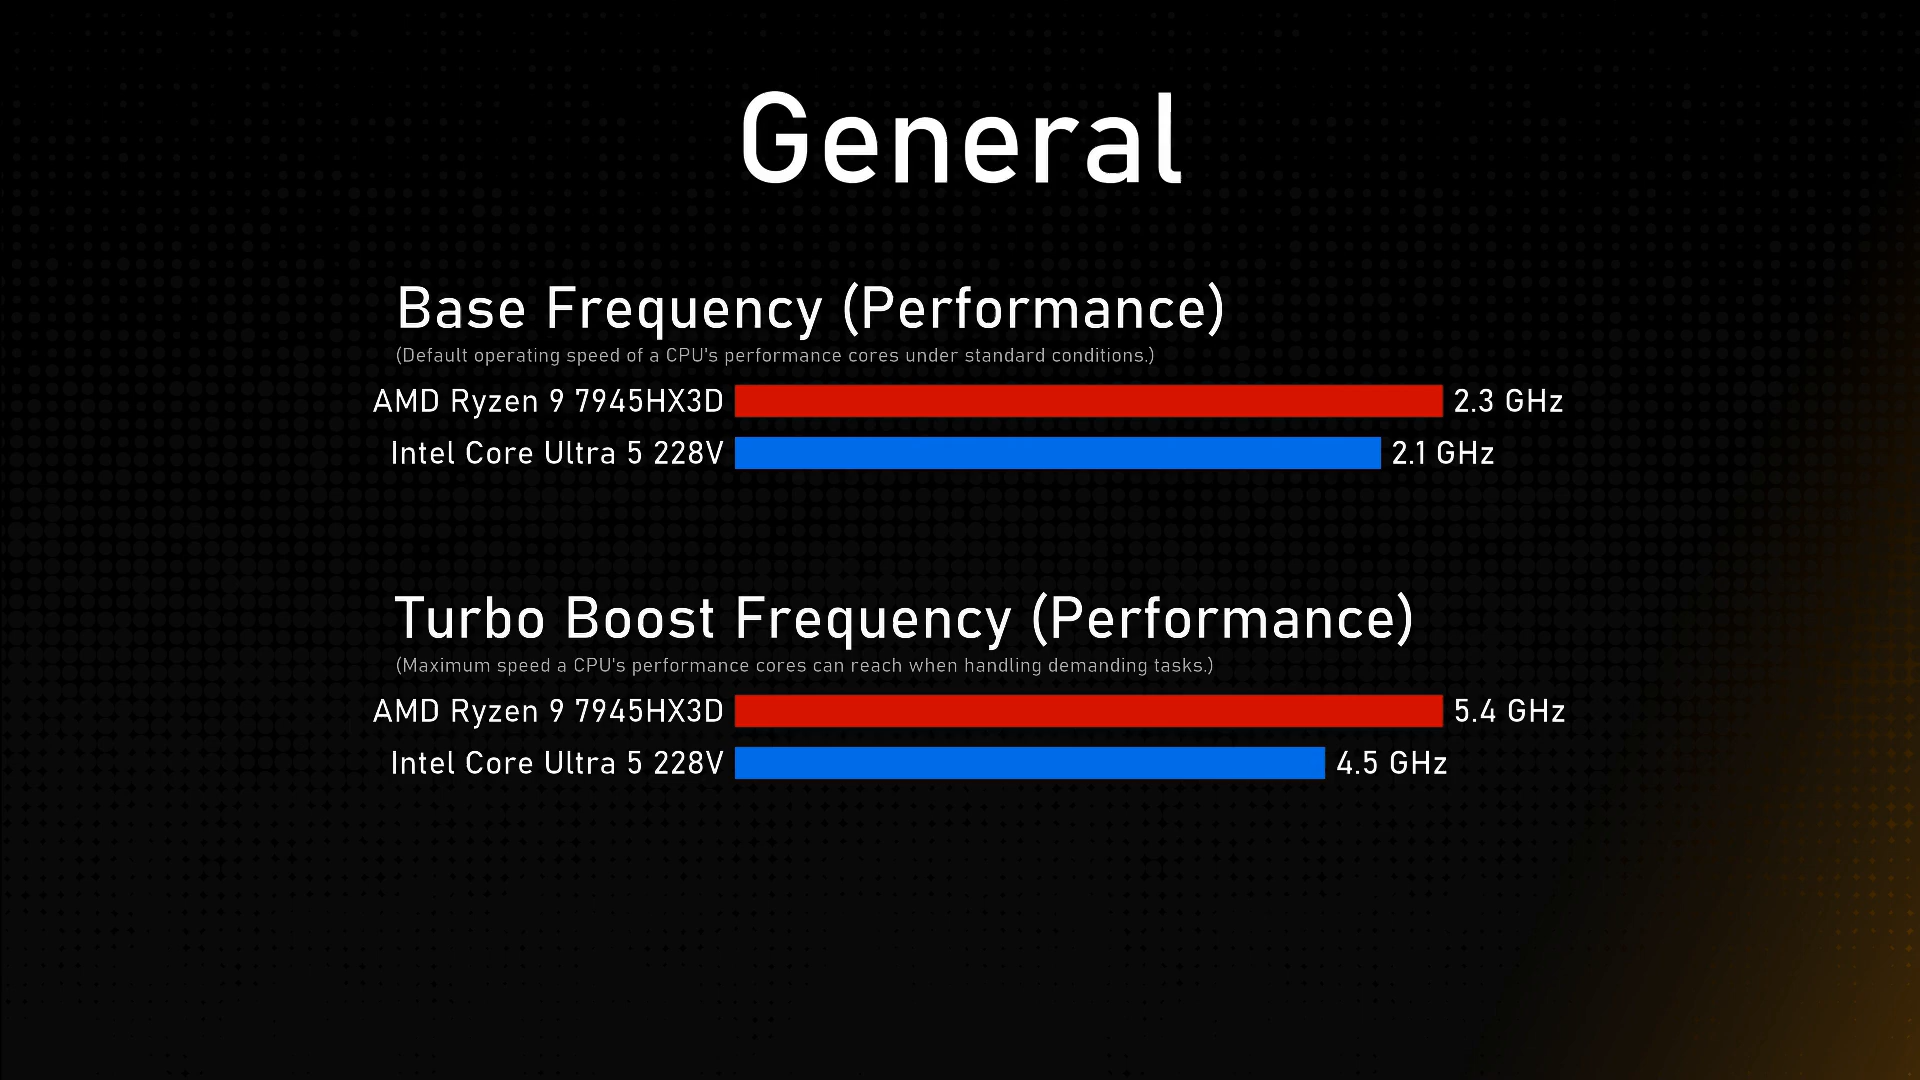 General
Base Frequency (Performance)
(Default operating speed of a CPU's performance cores under standard conditions.)
AMD Ryzen 9 7945HX3D 2.3 GHz
Intel Core Ultra 5 228V 2.1 GHz
Turbo Boost Frequency (Performance)
(Maximum speed a CPU's performance cores can reach when handling demanding tasks.)
AMD Ryzen 9 7945HX3D 5.4 GHz
Intel Core Ultra 5 228V 4.5 GHz